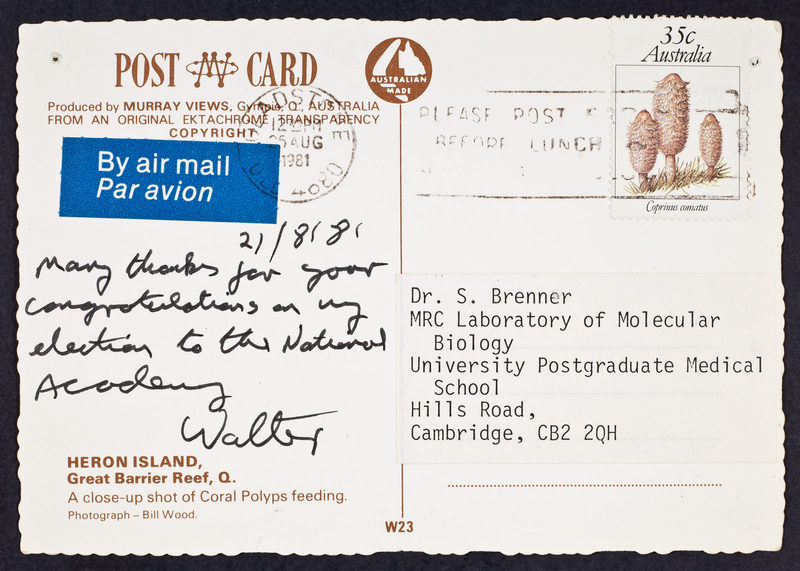 POST CARD
AUSTRALIAN
MADE
Produced by MURRAY VIEWS, Gympie, Q., AUSTRALIA
FROM AN ORIGINAL EKTACHROME TRANSPARENCY
COPYRIGHT
AUG
1981
PLEASE POST
BEFORE LUNCH
35c
Australia
Coprinus comatus
By air mail
Par avion
21/8/81
Many thanks for your
congratulations on my
election to the National
Academy
Walter
Dr. S. Brenner
MRC Laboratory of Molecular
Biology
University Postgraduate Medical
School
Hills Road,
Cambridge, CB2 2QH
HERON ISLAND,
Great Barrier Reef, Q.
A close-up shot of Coral Polyps feeding.
Photograph – Bill Wood.
W23